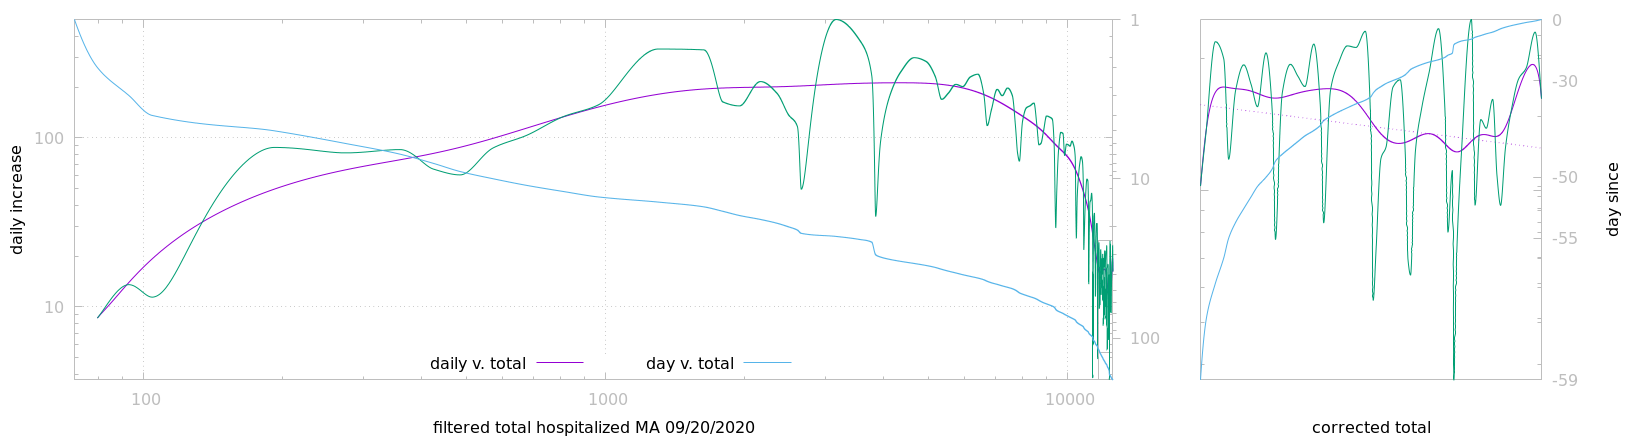 daily increase
100
10
daily v. total
day v. total
100
1000
10000
filtered total hospitalized MA 09/20/2020
1
10
100
0
-30
-50
-55
-59
day since
corrected total